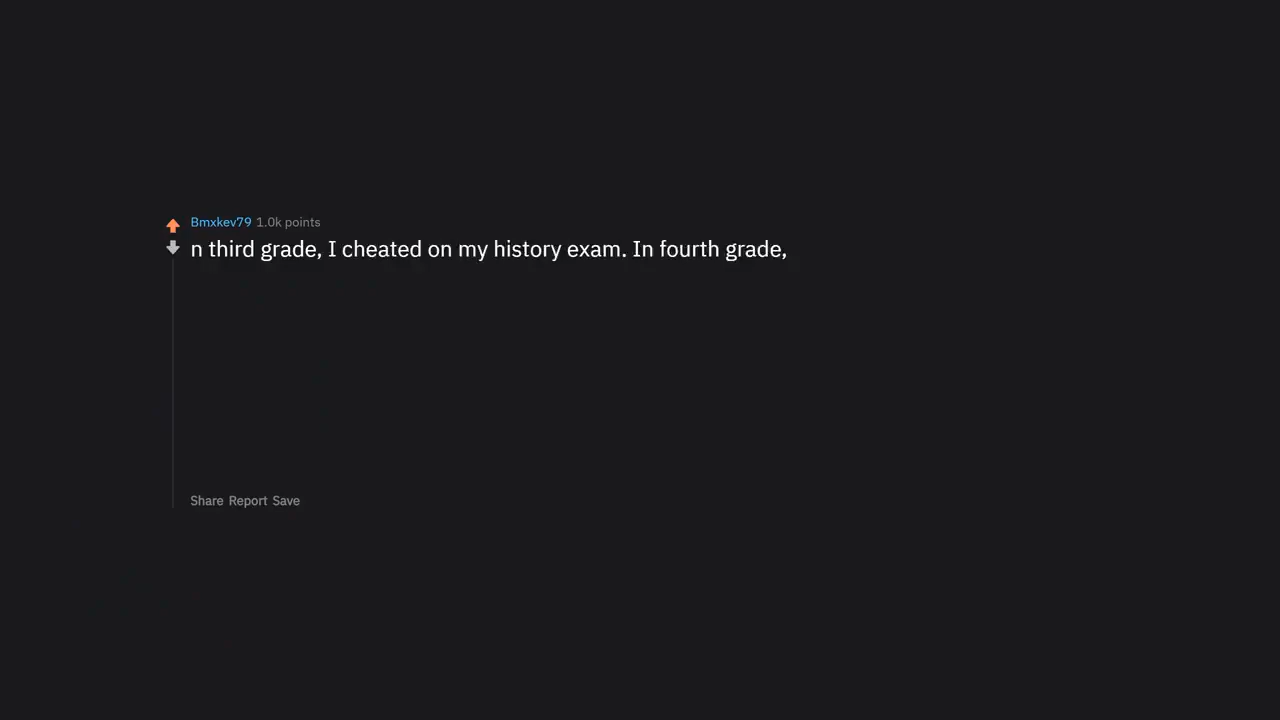 Bmxkev79 1.0k points
n third grade, I cheated on my history exam. In fourth grade,
Share Report Save